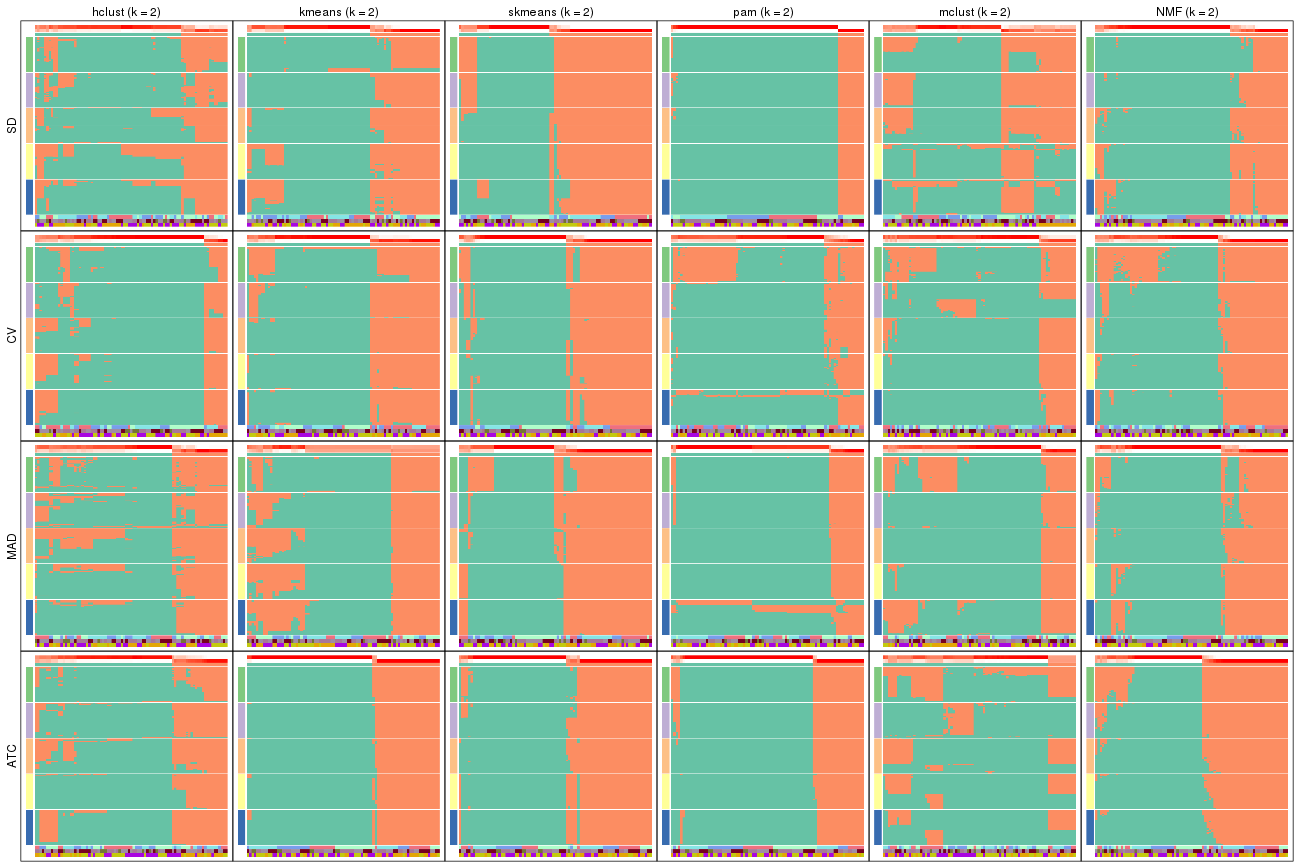 hclust (k = 2)
kmeans (k = 2)
skmeans (k = 2)
pam (k = 2)
mclust (k = 2)
NMF (k = 2)
SD
CV
MAD
ATC